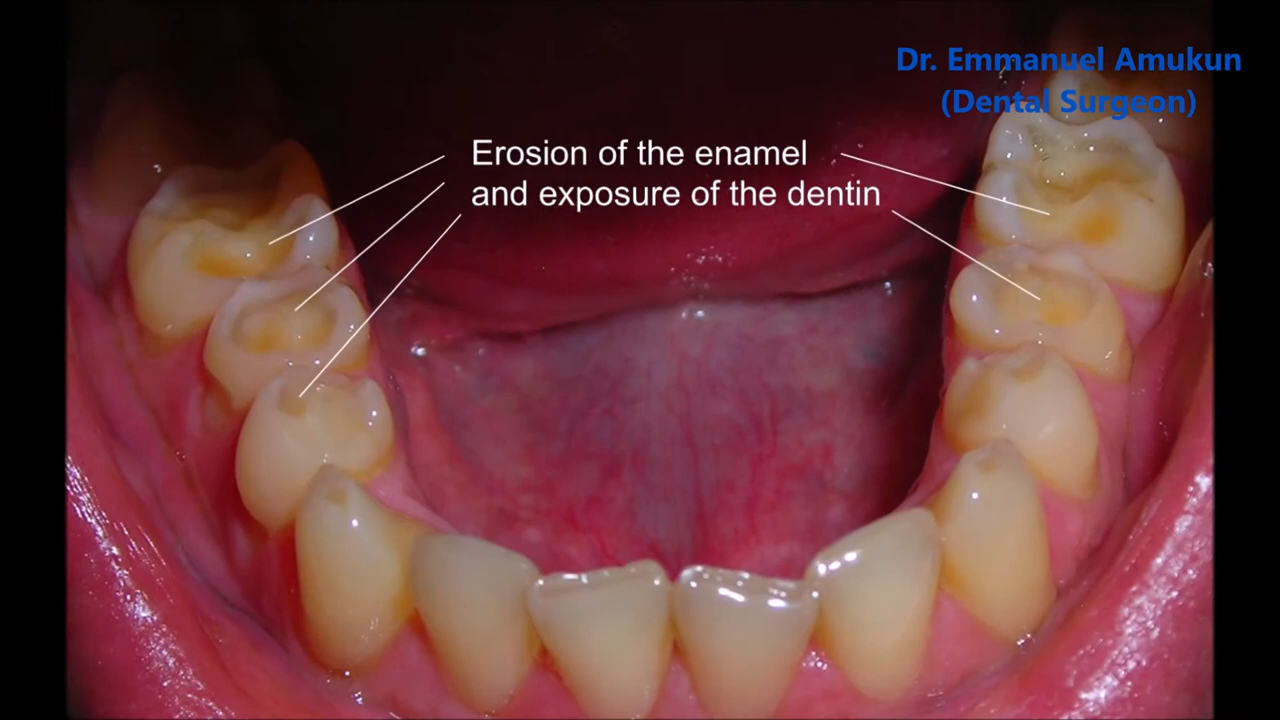 Dr. Emmanuel Amukun
(Dental Surgeon)
Erosion of the enamel
and exposure of the dentin